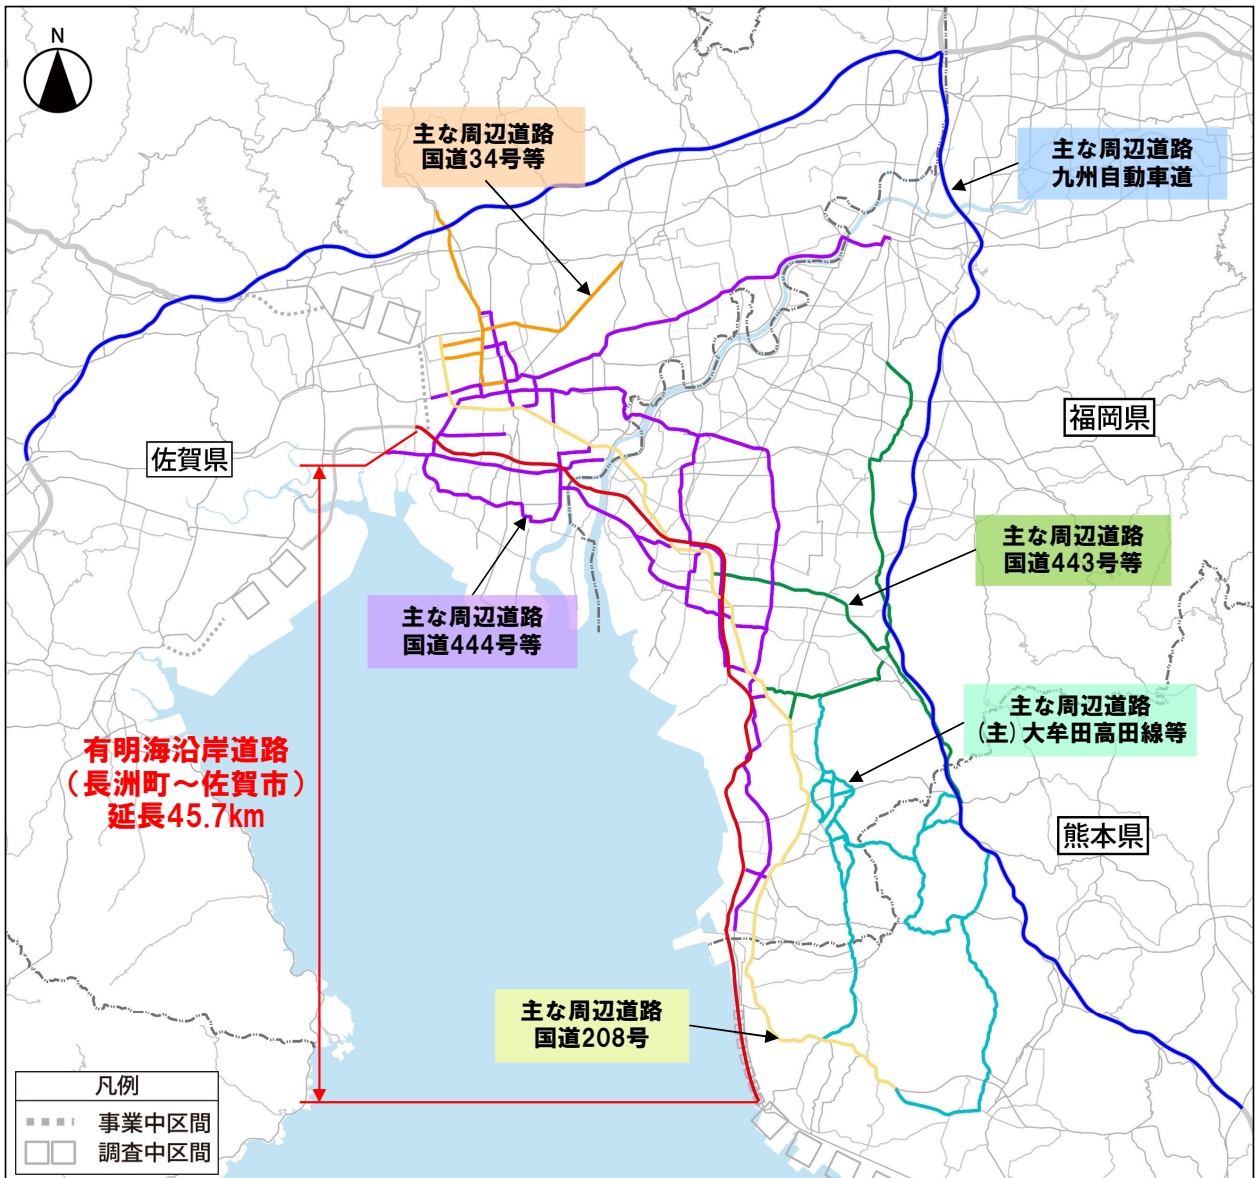 N
主な周辺道路
国道34号等
主な周辺道路
九州自動車道
福岡県
佐賀県
主な周辺道路
国道443号等
主な周辺道路
国道444号等
主な周辺道路
(主)大牟田高田線等
有明海沿岸道路
(長洲町～佐賀市)
延長45.7km
熊本県
主な周辺道路
国道208号
凡例
事業中区間
調査中区間